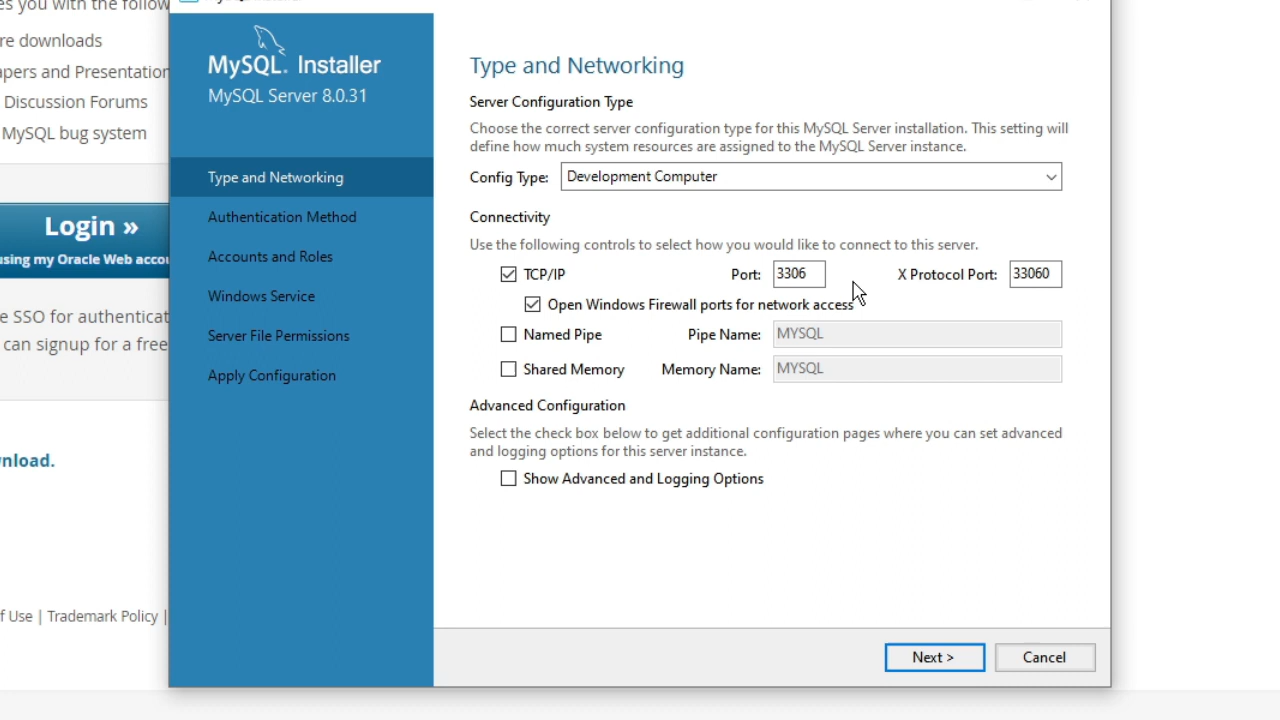 es you with the follow
re downloads
apers and Presentation
Discussion Forums
MySQL bug system
Login »
using my Oracle Web accou
e SSO for authenticat
can signup for a free
wnload.
f Use | Trademark Policy |
MySQL. Installer
MySQL Server 8.0.31
Type and Networking
Authentication Method
Accounts and Roles
Windows Service
Server File Permissions
Apply Configuration
Type and Networking
Server Configuration Type
Choose the correct server configuration type for this MySQL Server installation. This setting will
define how much system resources are assigned to the MySQL Server instance.
Config Type: Development Computer
Connectivity
Use the following controls to select how you would like to connect to this server.
TCP/IP Port: 3306 X Protocol Port: 33060
Open Windows Firewall ports for network access
Named Pipe Pipe Name: MYSQL
Shared Memory Memory Name: MYSQL
Advanced Configuration
Select the check box below to get additional configuration pages where you can set advanced
and logging options for this server instance.
Show Advanced and Logging Options
Next > Cancel